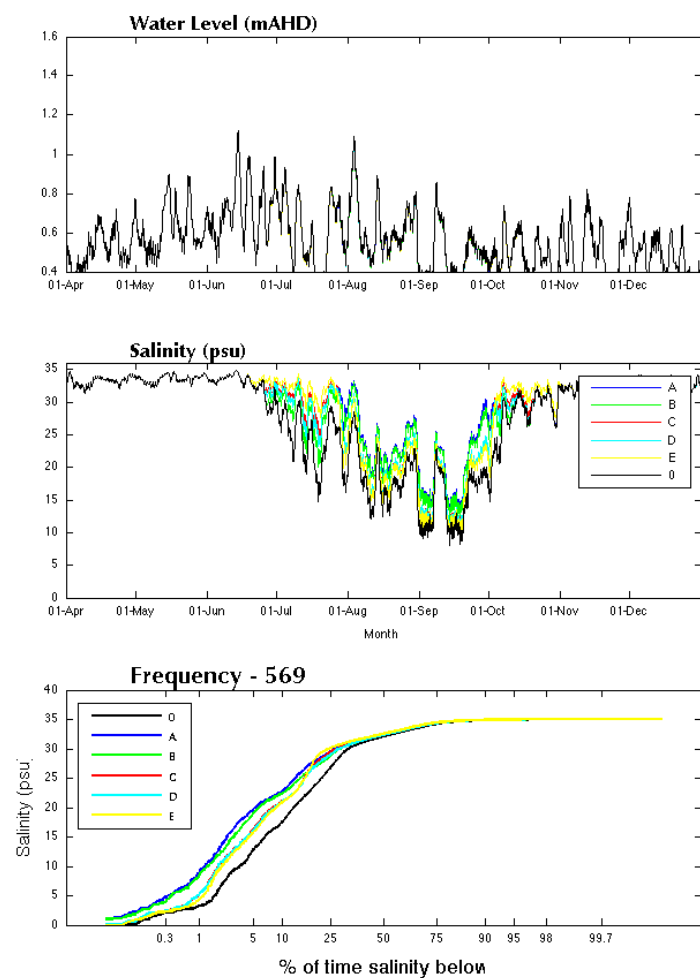 Water Level (mAHD)
1.6
1.4
1.2
1
0.8
0.6
0.4
01-Apr 01-May 01-Jun 01-Jul 01-Aug 01-Sep 01-Oct 01-Nov 01-Dec
Salinity (psu)
35
30
25
20
15
10
5
0
A
B
C
D
E
0
01-Apr 01-May 01-Jun 01-Jul 01-Aug 01-Sep 01-Oct 01-Nov 01-Dec
Month
Frequency - 569
40
35
30
25
20
15
10
5
0
Salinity (psu)
0
A
B
C
D
E
0.3 1 5 10 25 50 75 90 95 98 99.7
% of time salinity below